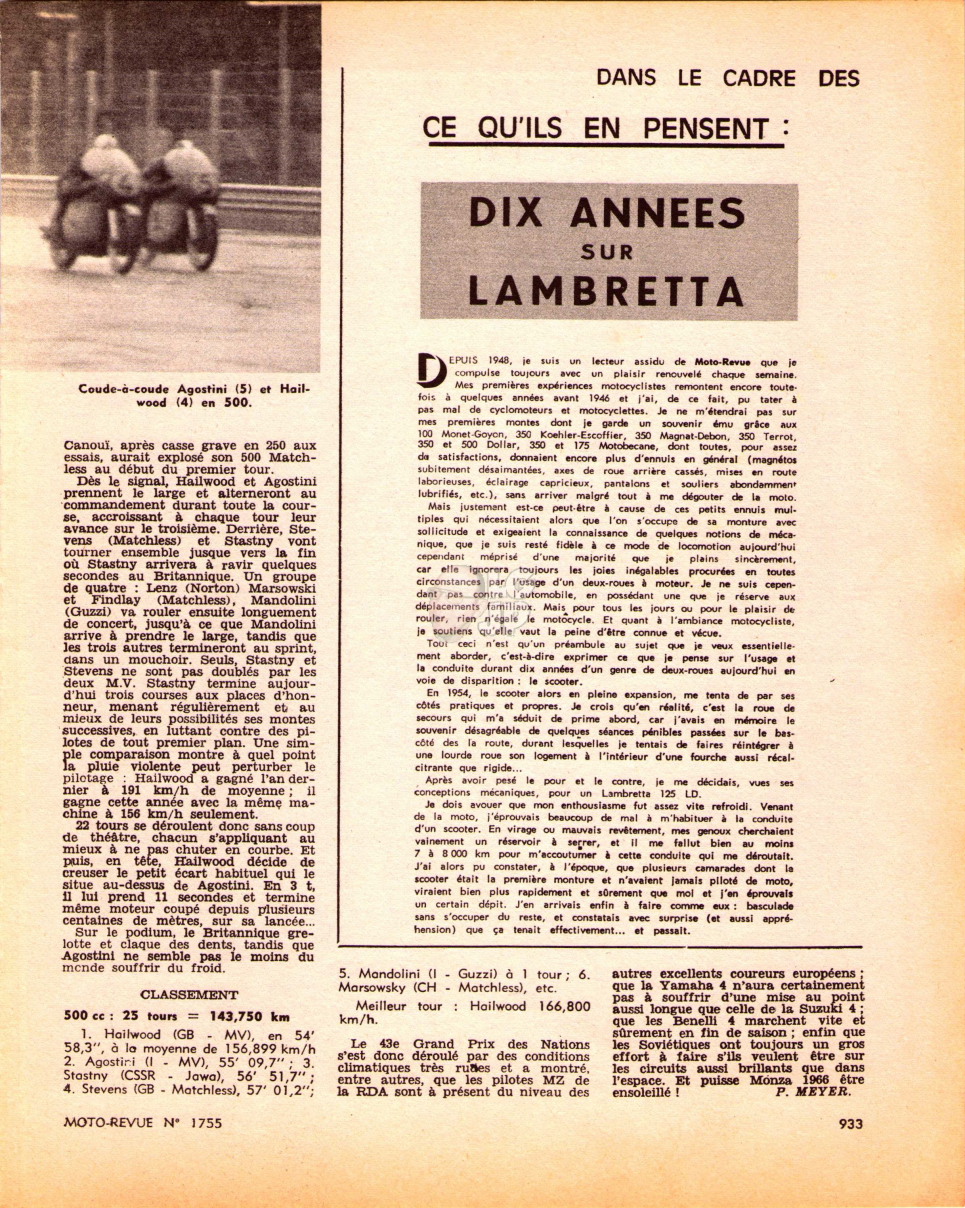 Coude-à-coude Agostini (5) et Hail-
wood (4) en 500.
Canouï, après casse grave en 250 aux
essais, aurait explosé son 500 Match-
less au début du premier tour.
Dès le signal, Hailwood et Agostini
prennent le large et alterneront au
commandement durant toute la cour-
se, accroissant à chaque tour leur
avance sur le troisième. Derrière, Ste-
vens (Matchless) et Stastny vont
tourner ensemble jusque vers la fin
où Stastny arrivera à ravir quelques
secondes au Britannique. Un groupe
de quatre : Lenz (Norton) Marsowski
et Findlay (Matchless), Mandolini
(Guzzi) va rouler ensuite longuement
de concert, jusqu'à ce que Mandolini
arrive à prendre le large, tandis que
les trois autres termineront au sprint,
dans un mouchoir. Seuls, Stastny et
Stevens ne sont pas doublés par les
deux M.V. Stastny termine aujour-
d'hui trois courses aux places d'hon-
neur, menant régulièrement et au
mieux de leurs possibilités ses montes
successives, en luttant contre des pi-
lotes de tout premier plan. Une sim-
ple comparaison montre à quel point
la pluie violente peut perturber le
pilotage : Hailwood a gagné l'an der-
nier à 191 km/h de moyenne ; il
gagne cette année avec la même ma-
chine à 156 km/h seulement.
22 tours se déroulent donc sans coup
de théâtre, chacun s'appliquant au
mieux à ne pas chuter en courbe. Et
puis, en tête, Hailwood décide de
creuser le petit écart habituel qui le
situe au-dessus de Agostini. En 3 t,
il lui prend 11 secondes et termine
même moteur coupé depuis plusieurs
centaines de mètres, sur sa lancée...
Sur le podium, le Britannique gre-
lotte et claque des dents, tandis que
Agostini ne semble pas le moins du
monde souffrir du froid.
CLASSEMENT
500 cc : 25 tours = 143,750 km
1. Hailwood (GB - MV), en 54'
58,3", à la moyenne de 156,899 km/h
2. Agostini (I - MV), 55' 09,7" ; 3.
Stastny (CSSR - Jawa), 56' 51,7" ;
4. Stevens (GB - Matchless), 57' 01,2";
5. Mandolini (I - Guzzi) à 1 tour ; 6.
Marsowsky (CH - Matchless), etc.
Meilleur tour : Hailwood 166,800
km/h.
Le 43e Grand Prix des Nations
s'est donc déroulé par des conditions
climatiques très rudes et a montré,
entre autres, que les pilotes MZ de
la RDA sont à présent du niveau des
autres excellents coureurs européens ;
que la Yamaha 4 n'aura certainement
pas à souffrir d'une mise au point
aussi longue que celle de la Suzuki 4 ;
que les Benelli 4 marchent vite et
sûrement en fin de saison ; enfin que
les Soviétiques ont toujours un gros
effort à faire s'ils veulent être sur
les circuits aussi brillants que dans
l'espace. Et puisse Monza 1966 être
ensoleillé ! P. MEYER.
DANS LE CADRE DES
CE QU'ILS EN PENSENT :
DIX ANNEES
SUR
LAMBRETTA
DEPUIS 1948, je suis un lecteur assidu de Moto-Revue que je
compulse toujours avec un plaisir renouvelé chaque semaine.
Mes premières expériences motocyclistes remontent encore toute-
fois à quelques années avant 1946 et j'ai, de ce fait, pu tater à
pas mal de cyclomoteurs et motocyclettes. Je ne m'étendrai pas sur
mes premières montes dont je garde un souvenir ému grâce aux
100 Monet-Goyon, 350 Koehler-Escoffier, 350 Magnat-Debon, 350 Terrot,
350 et 500 Dollar, 350 et 175 Motobecane, dont toutes, pour assez
de satisfactions, donnaient encore plus d'ennuis en général (magnétos
subitement désaimantées, axes de roue arrière cassés, mises en route
laborieuses, éclairage capricieux, pantalons et souliers abondamment
lubrifiés, etc.), sans arriver malgré tout à me dégouter de la moto.
Mais justement est-ce peut-être à cause de ces petits ennuis mul-
tiples qui nécessitaient alors que l'on s'occupe de sa monture avec
sollicitude et exigeaient la connaissance de quelques notions de méca-
nique, que je suis resté fidèle à ce mode de locomotion aujourd'hui
cependant méprisé d'une majorité que je plains sincèrement,
car elle ignorera toujours les joies inégalables procurées en toutes
circonstances par l'usage d'un deux-roues à moteur. Je ne suis cepen-
dant pas contre l'automobile, en possédant une que je réserve aux
déplacements familiaux. Mais pour tous les jours ou pour le plaisir de
rouler, rien n'égale le motocycle. Et quant à l'ambiance motocycliste,
je soutiens qu'elle vaut la peine d'être connue et vécue.
Tout ceci n'est qu'un préambule au sujet que je veux essentielle-
ment aborder, c'est-à-dire exprimer ce que je pense sur l'usage et
la conduite durant dix années d'un genre de deux-roues aujourd'hui en
voie de disparition : le scooter.
En 1954, le scooter alors en pleine expansion, me tenta de par ses
côtés pratiques et propres. Je crois qu'en réalité, c'est la roue de
secours qui m'a séduit de prime abord, car j'avais en mémoire le
souvenir désagréable de quelques séances pénibles passées sur le bas-
côté des la route, durant lesquelles je tentais de faires réintégrer à
une lourde roue son logement à l'intérieur d'une fourche aussi récal-
citrante que rigide...
Après avoir pesé le pour et le contre, je me décidais, vues ses
conceptions mécaniques, pour un Lambretta 125 LD.
Je dois avouer que mon enthousiasme fut assez vite refroidi. Venant
de la moto, j'éprouvais beaucoup de mal à m'habituer à la conduite
d'un scooter. En virage ou mauvais revêtement, mes genoux cherchaient
vainement un réservoir à serrer, et il me fallut bien au moins
7 à 8 000 km pour m'accoutumer à cette conduite qui me déroutait.
J'ai alors pu constater, à l'époque, que plusieurs camarades dont la
scooter était la première monture et n'avaient jamais piloté de moto,
viraient bien plus rapidement et sûrement que moi et j'en éprouvais
un certain dépit. J'en arrivais enfin à faire comme eux : basculade
sans s'occuper du reste, et constatais avec surprise (et aussi appré-
hension) que ça tenait effectivement... et passait.
MOTO-REVUE N° 1755
933